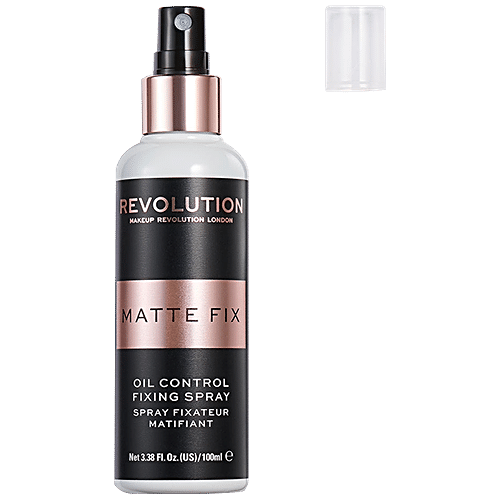 REVOLUTION
MAKEUP REVOLUTION LONDON
MATTE FIX
OIL CONTROL
FIXING SPRAY
SPRAY FIXATEUR
MATIFIANT
Net 3.38 Fl. Oz. (US)/100ml ℮